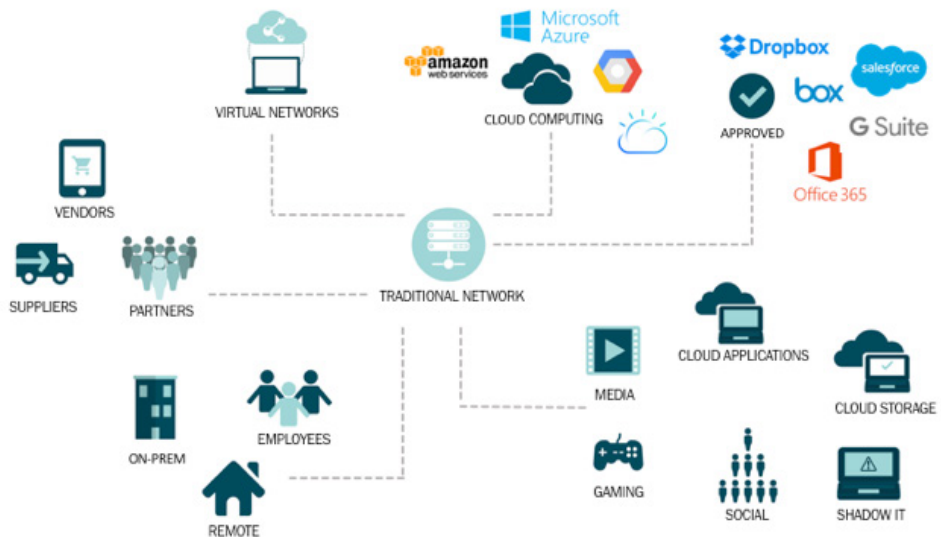 Microsoft
Azure
amazon
web services
Dropbox
salesforce
box
VIRTUAL NETWORKS
CLOUD COMPUTING
APPROVED
G Suite
Office 365
VENDORS
SUPPLIERS
PARTNERS
TRADITIONAL NETWORK
CLOUD APPLICATIONS
MEDIA
CLOUD STORAGE
EMPLOYEES
ON-PREM
GAMING
SOCIAL
SHADOW IT
REMOTE